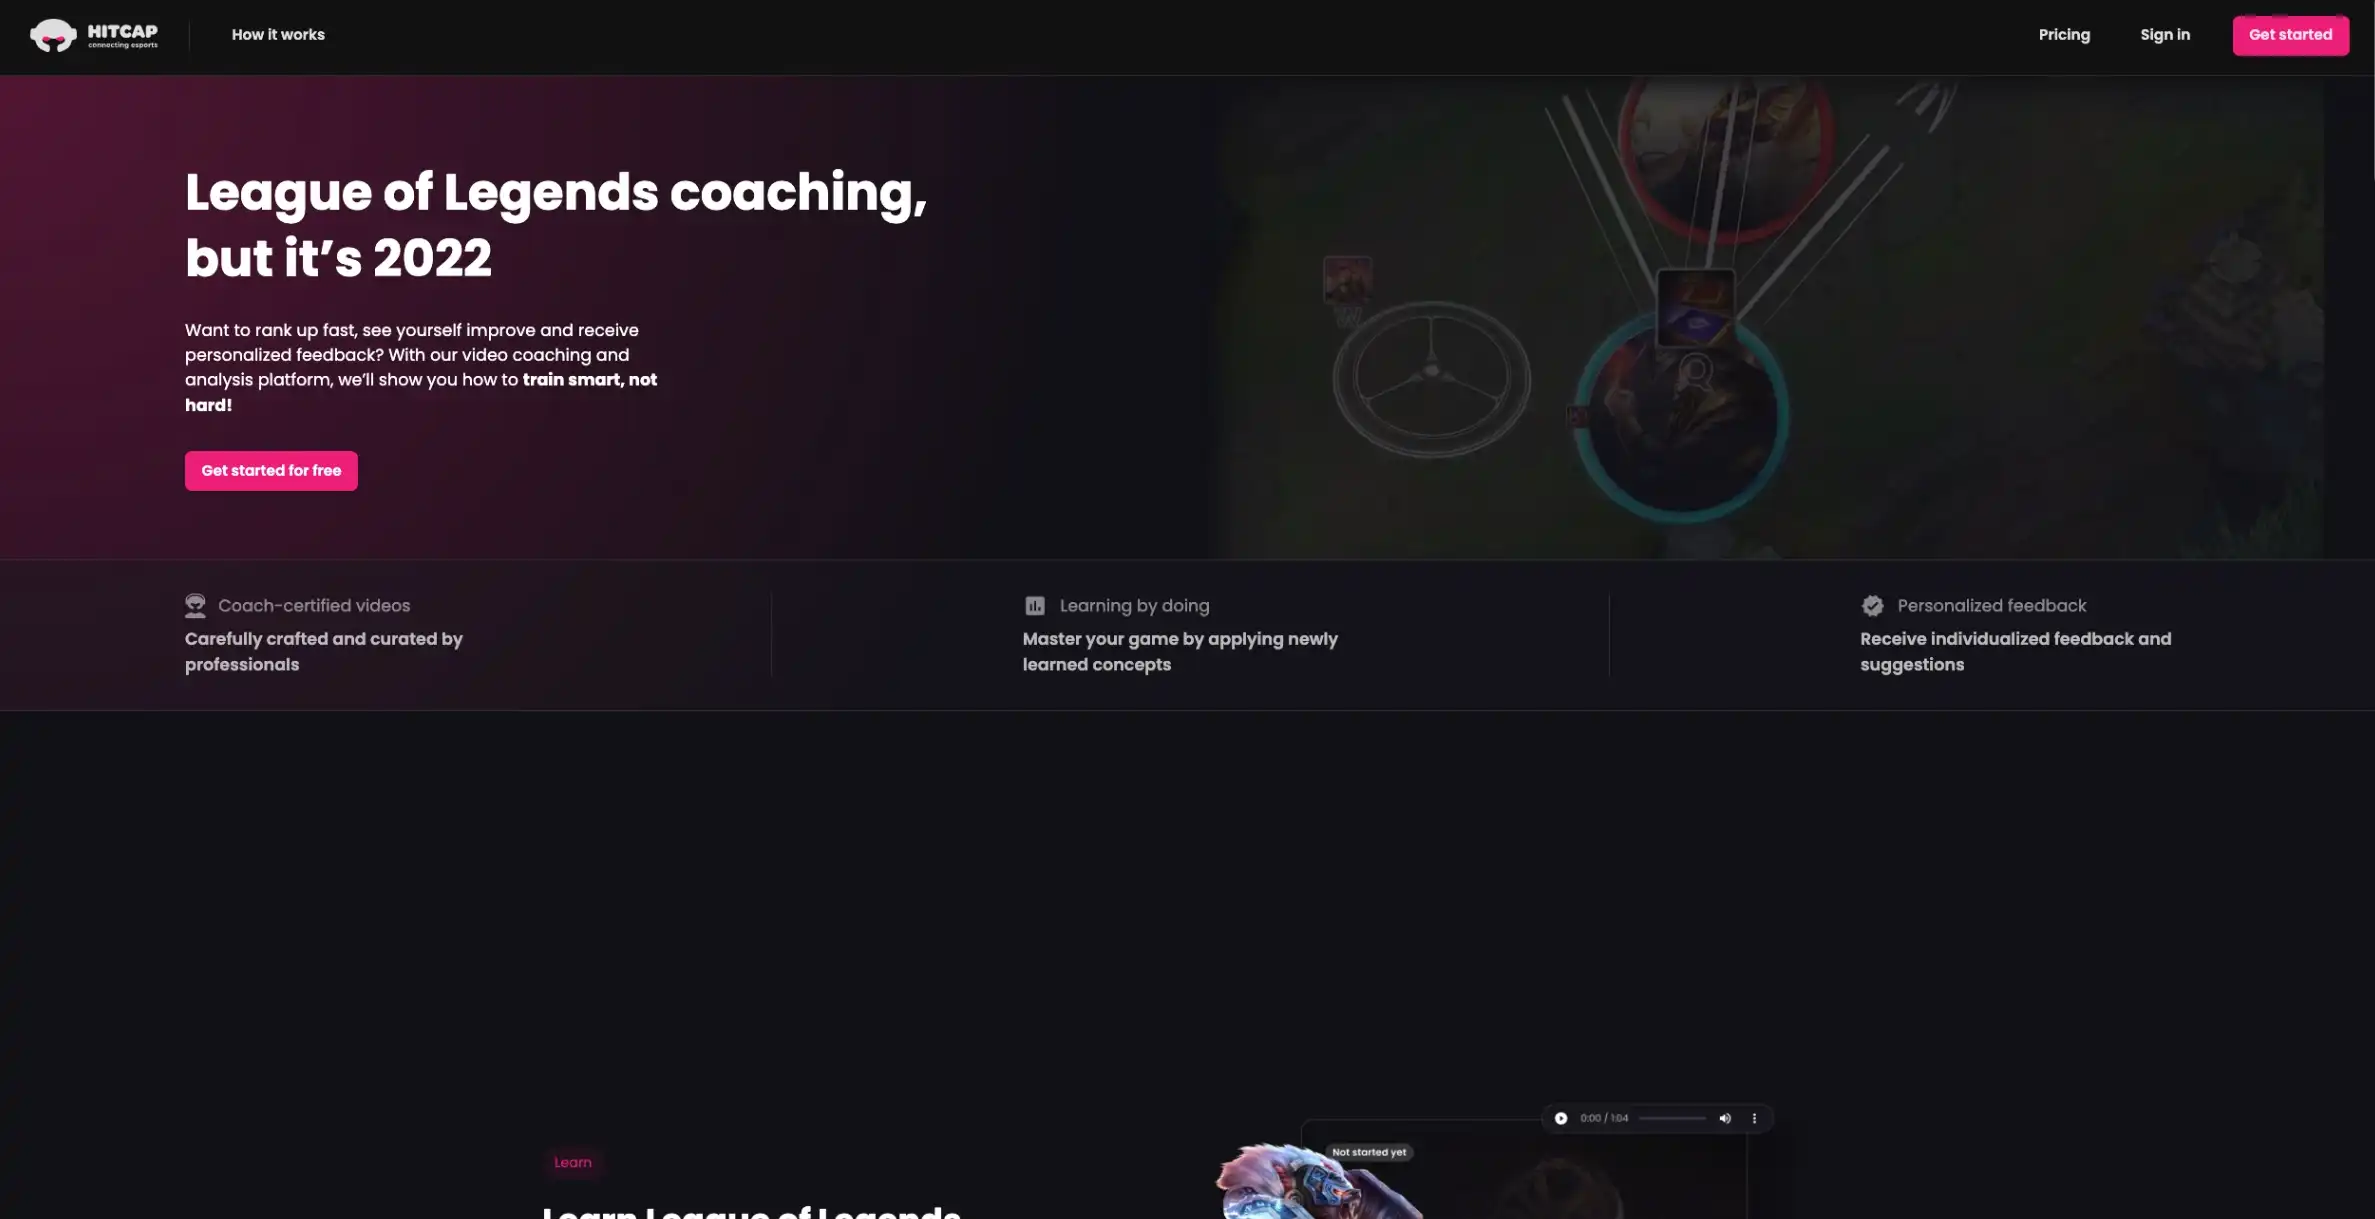 HITCAP
connecting esports
How it works
Pricing
Sign in
Get started
League of Legends coaching,
but it’s 2022
Want to rank up fast, see yourself improve and receive
personalized feedback? With our video coaching and
analysis platform, we’ll show you how to train smart, not
hard!
Get started for free
W
Q
Coach-certified videos
Carefully crafted and curated by
professionals
Learning by doing
Master your game by applying newly
learned concepts
Personalized feedback
Receive individualized feedback and
suggestions
0:00 / 1:04
Not started yet
Learn
Learn League of Legends